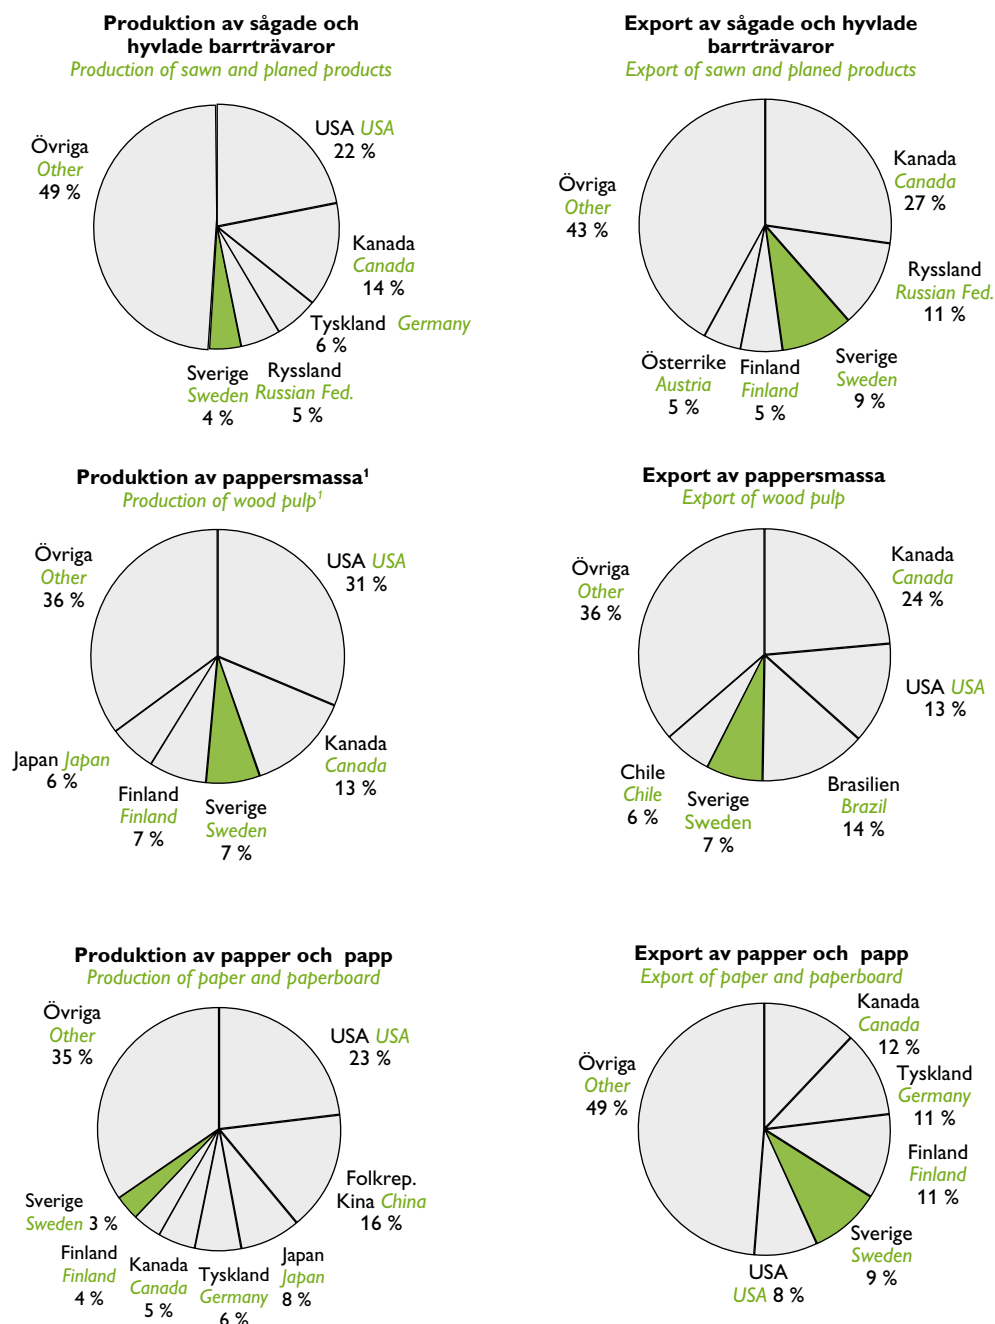 Produktion av sågade och
hyvlade barrträvaror
Production of sawn and planed products
USA USA
22 %
Kanada
Canada
14 %
Tyskland Germany
6 %
Ryssland
Russian Fed.
5 %
Sverige
Sweden
4 %
Övriga
Other
49 %
Export av sågade och hyvlade
barrträvaror
Export of sawn and planed products
Kanada
Canada
27 %
Ryssland
Russian Fed.
11 %
Sverige
Sweden
9 %
Finland
Finland
5 %
Österrike
Austria
5 %
Övriga
Other
43 %
Produktion av pappersmassa¹
Production of wood pulp¹
USA USA
31 %
Kanada
Canada
13 %
Sverige
Sweden
7 %
Finland
Finland
7 %
Japan Japan
6 %
Övriga
Other
36 %
Export av pappersmassa
Export of wood pulp
Kanada
Canada
24 %
USA USA
13 %
Brasilien
Brazil
14 %
Sverige
Sweden
7 %
Chile
Chile
6 %
Övriga
Other
36 %
Produktion av papper och papp
Production of paper and paperboard
USA USA
23 %
Folkrep.
Kina China
16 %
Japan
Japan
8 %
Tyskland
Germany
6 %
Kanada
Canada
5 %
Finland
Finland
4 %
Sverige
Sweden 3 %
Övriga
Other
35 %
Export av papper och papp
Export of paper and paperboard
Kanada
Canada
12 %
Tyskland
Germany
11 %
Finland
Finland
11 %
Sverige
Sweden
9 %
USA
USA 8 %
Övriga
Other
49 %